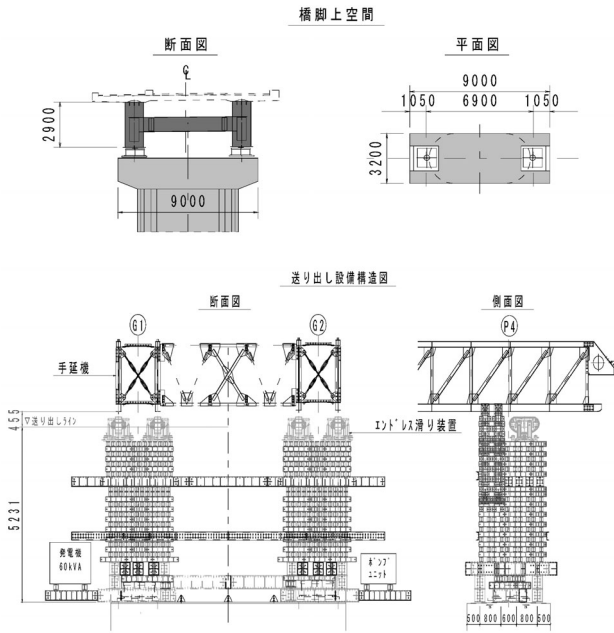 橋脚上空間
断面図
平面図
C L
2900
9000
9000
1050 6900 1050
3200
送り出し設備構造図
断面図
側面図
G1
G2
P4
手延機
455
▽送り出しライン
エンドレス滑り装置
5231
発電機
60kVA
ポンプ
ユニット
500 800 600 800 500